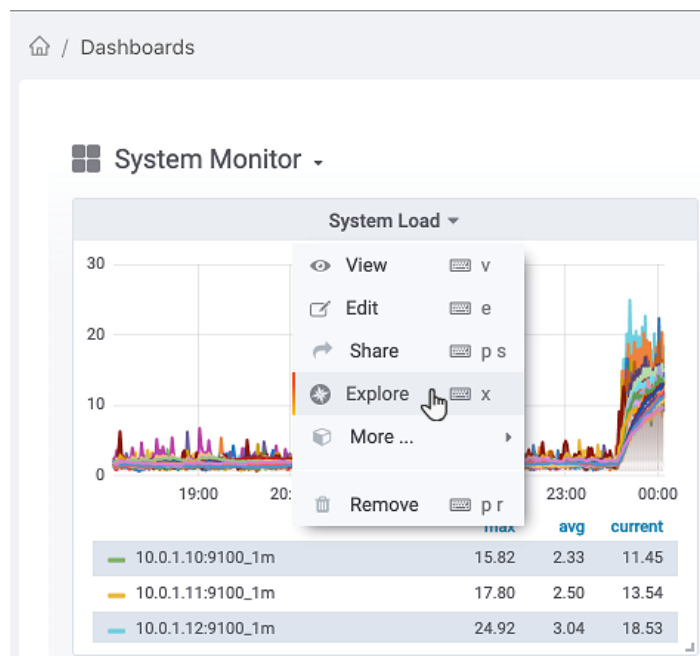 / Dashboards
System Monitor
System Load
View v
Edit e
Share p s
Explore x
More ...
Remove p r
30
20
10
0
19:00 20: 23:00 00:00
max avg current
10.0.1.10:9100_1m 15.82 2.33 11.45
10.0.1.11:9100_1m 17.80 2.50 13.54
10.0.1.12:9100_1m 24.92 3.04 18.53